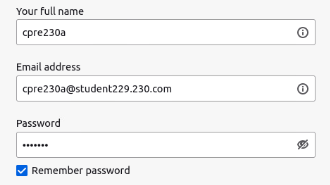 Your full name
cpre230a
Email address
cpre230a@student229.230.com
Password
•••••••
Remember password